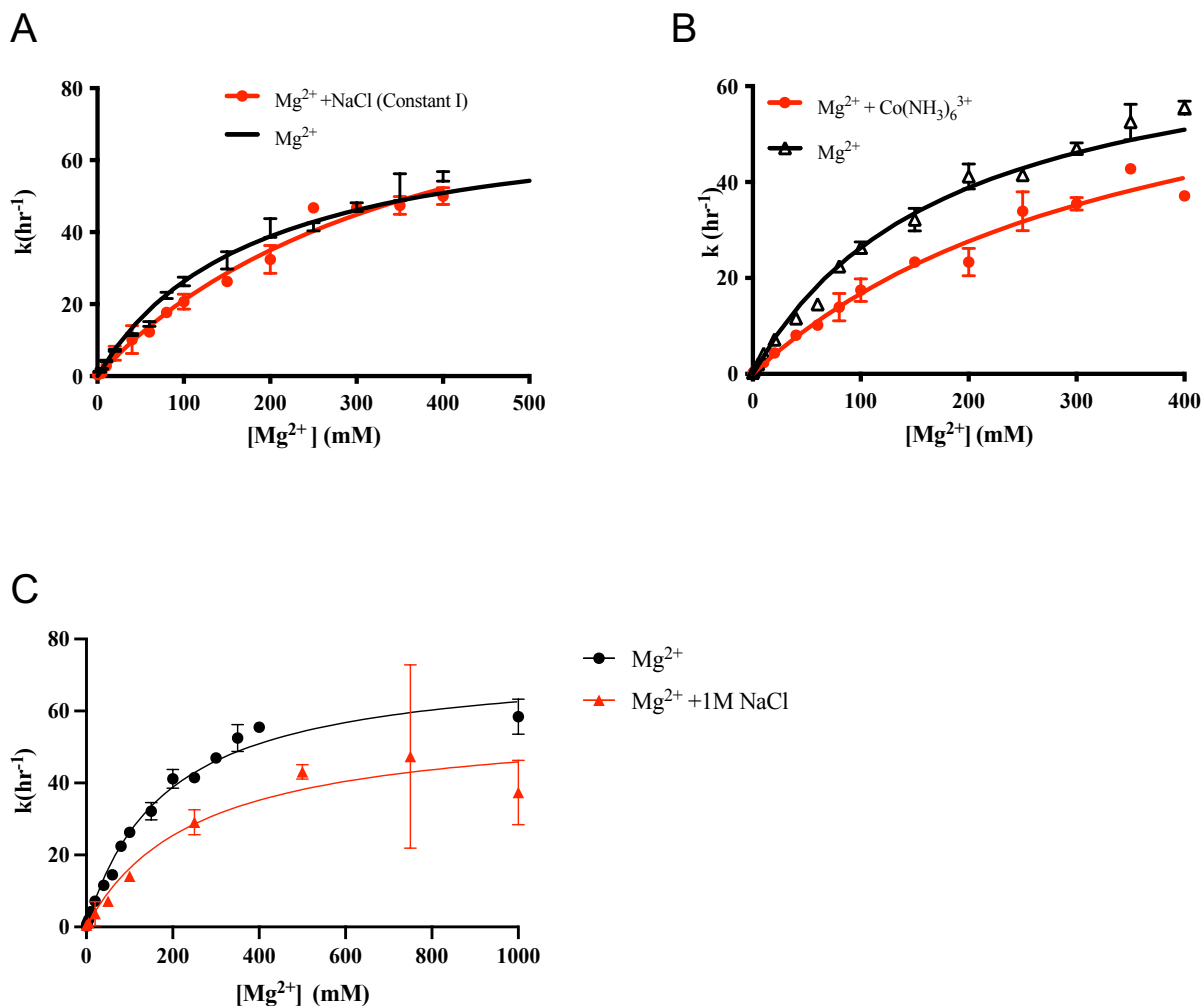 A
80
60
40
20
0
k(hr⁻¹)
Mg²⁺ +NaCl (Constant I)
Mg²⁺
0 100 200 300 400 500
[Mg²⁺] (mM)
B
60
40
20
0
k (hr⁻¹)
Mg²⁺ + Co(NH₃)₆³⁺
Mg²⁺
0 100 200 300 400
[Mg²⁺] (mM)
C
80
60
40
20
0
k(hr⁻¹)
0 200 400 600 800 1000
[Mg²⁺] (mM)
Mg²⁺
Mg²⁺ +1M NaCl